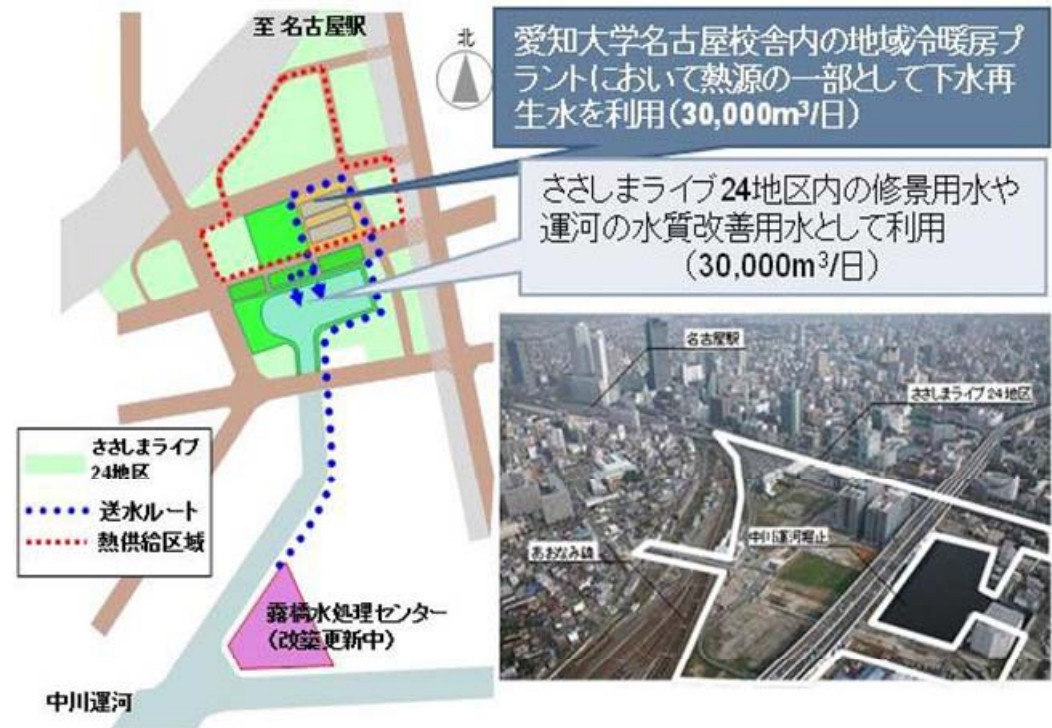 至 名古屋駅
北
愛知大学名古屋校舎内の地域冷暖房プ
ラントにおいて熱源の一部として下水再
生水を利用(30,000m³/日)
ささしまライブ24地区内の修景用水や
運河の水質改善用水として利用
(30,000m³/日)
名古屋駅
ささしまライブ24地区
中川運河堀止
あおなみ線
ささしまライブ
24地区
送水ルート
熱供給区域
露橋水処理センター
(改築更新中)
中川運河